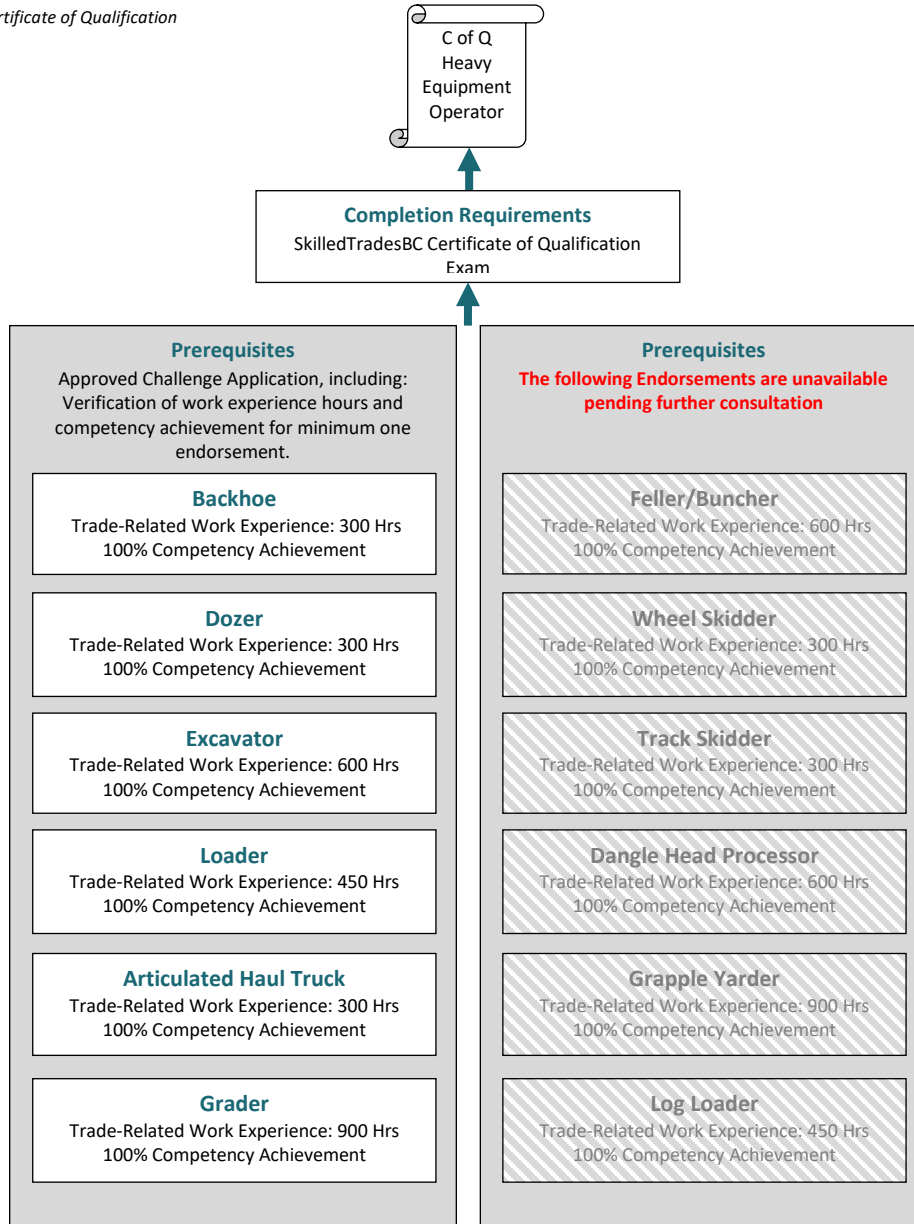 Certificate of Qualification
C of Q
Heavy
Equipment
Operator
Completion Requirements
SkilledTradesBC Certificate of Qualification
Exam
Prerequisites
Approved Challenge Application, including:
Verification of work experience hours and
competency achievement for minimum one
endorsement.
Backhoe
Trade-Related Work Experience: 300 Hrs
100% Competency Achievement
Dozer
Trade-Related Work Experience: 300 Hrs
100% Competency Achievement
Excavator
Trade-Related Work Experience: 600 Hrs
100% Competency Achievement
Loader
Trade-Related Work Experience: 450 Hrs
100% Competency Achievement
Articulated Haul Truck
Trade-Related Work Experience: 300 Hrs
100% Competency Achievement
Grader
Trade-Related Work Experience: 900 Hrs
100% Competency Achievement
Prerequisites
The following Endorsements are unavailable
pending further consultation
Feller/Buncher
Trade-Related Work Experience: 600 Hrs
100% Competency Achievement
Wheel Skidder
Trade-Related Work Experience: 300 Hrs
100% Competency Achievement
Track Skidder
Trade-Related Work Experience: 300 Hrs
100% Competency Achievement
Dangle Head Processor
Trade-Related Work Experience: 600 Hrs
100% Competency Achievement
Grapple Yarder
Trade-Related Work Experience: 900 Hrs
100% Competency Achievement
Log Loader
Trade-Related Work Experience: 450 Hrs
100% Competency Achievement